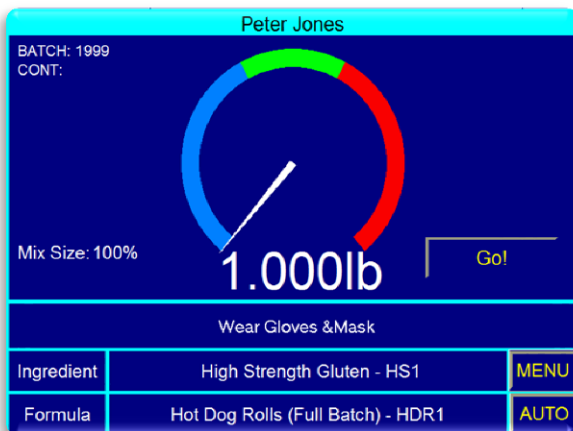 Peter Jones
BATCH: 1999
CONT:
Mix Size: 100%
1.000lb
Go!
Wear Gloves &Mask
Ingredient High Strength Gluten - HS1 MENU
Formula Hot Dog Rolls (Full Batch) - HDR1 AUTO